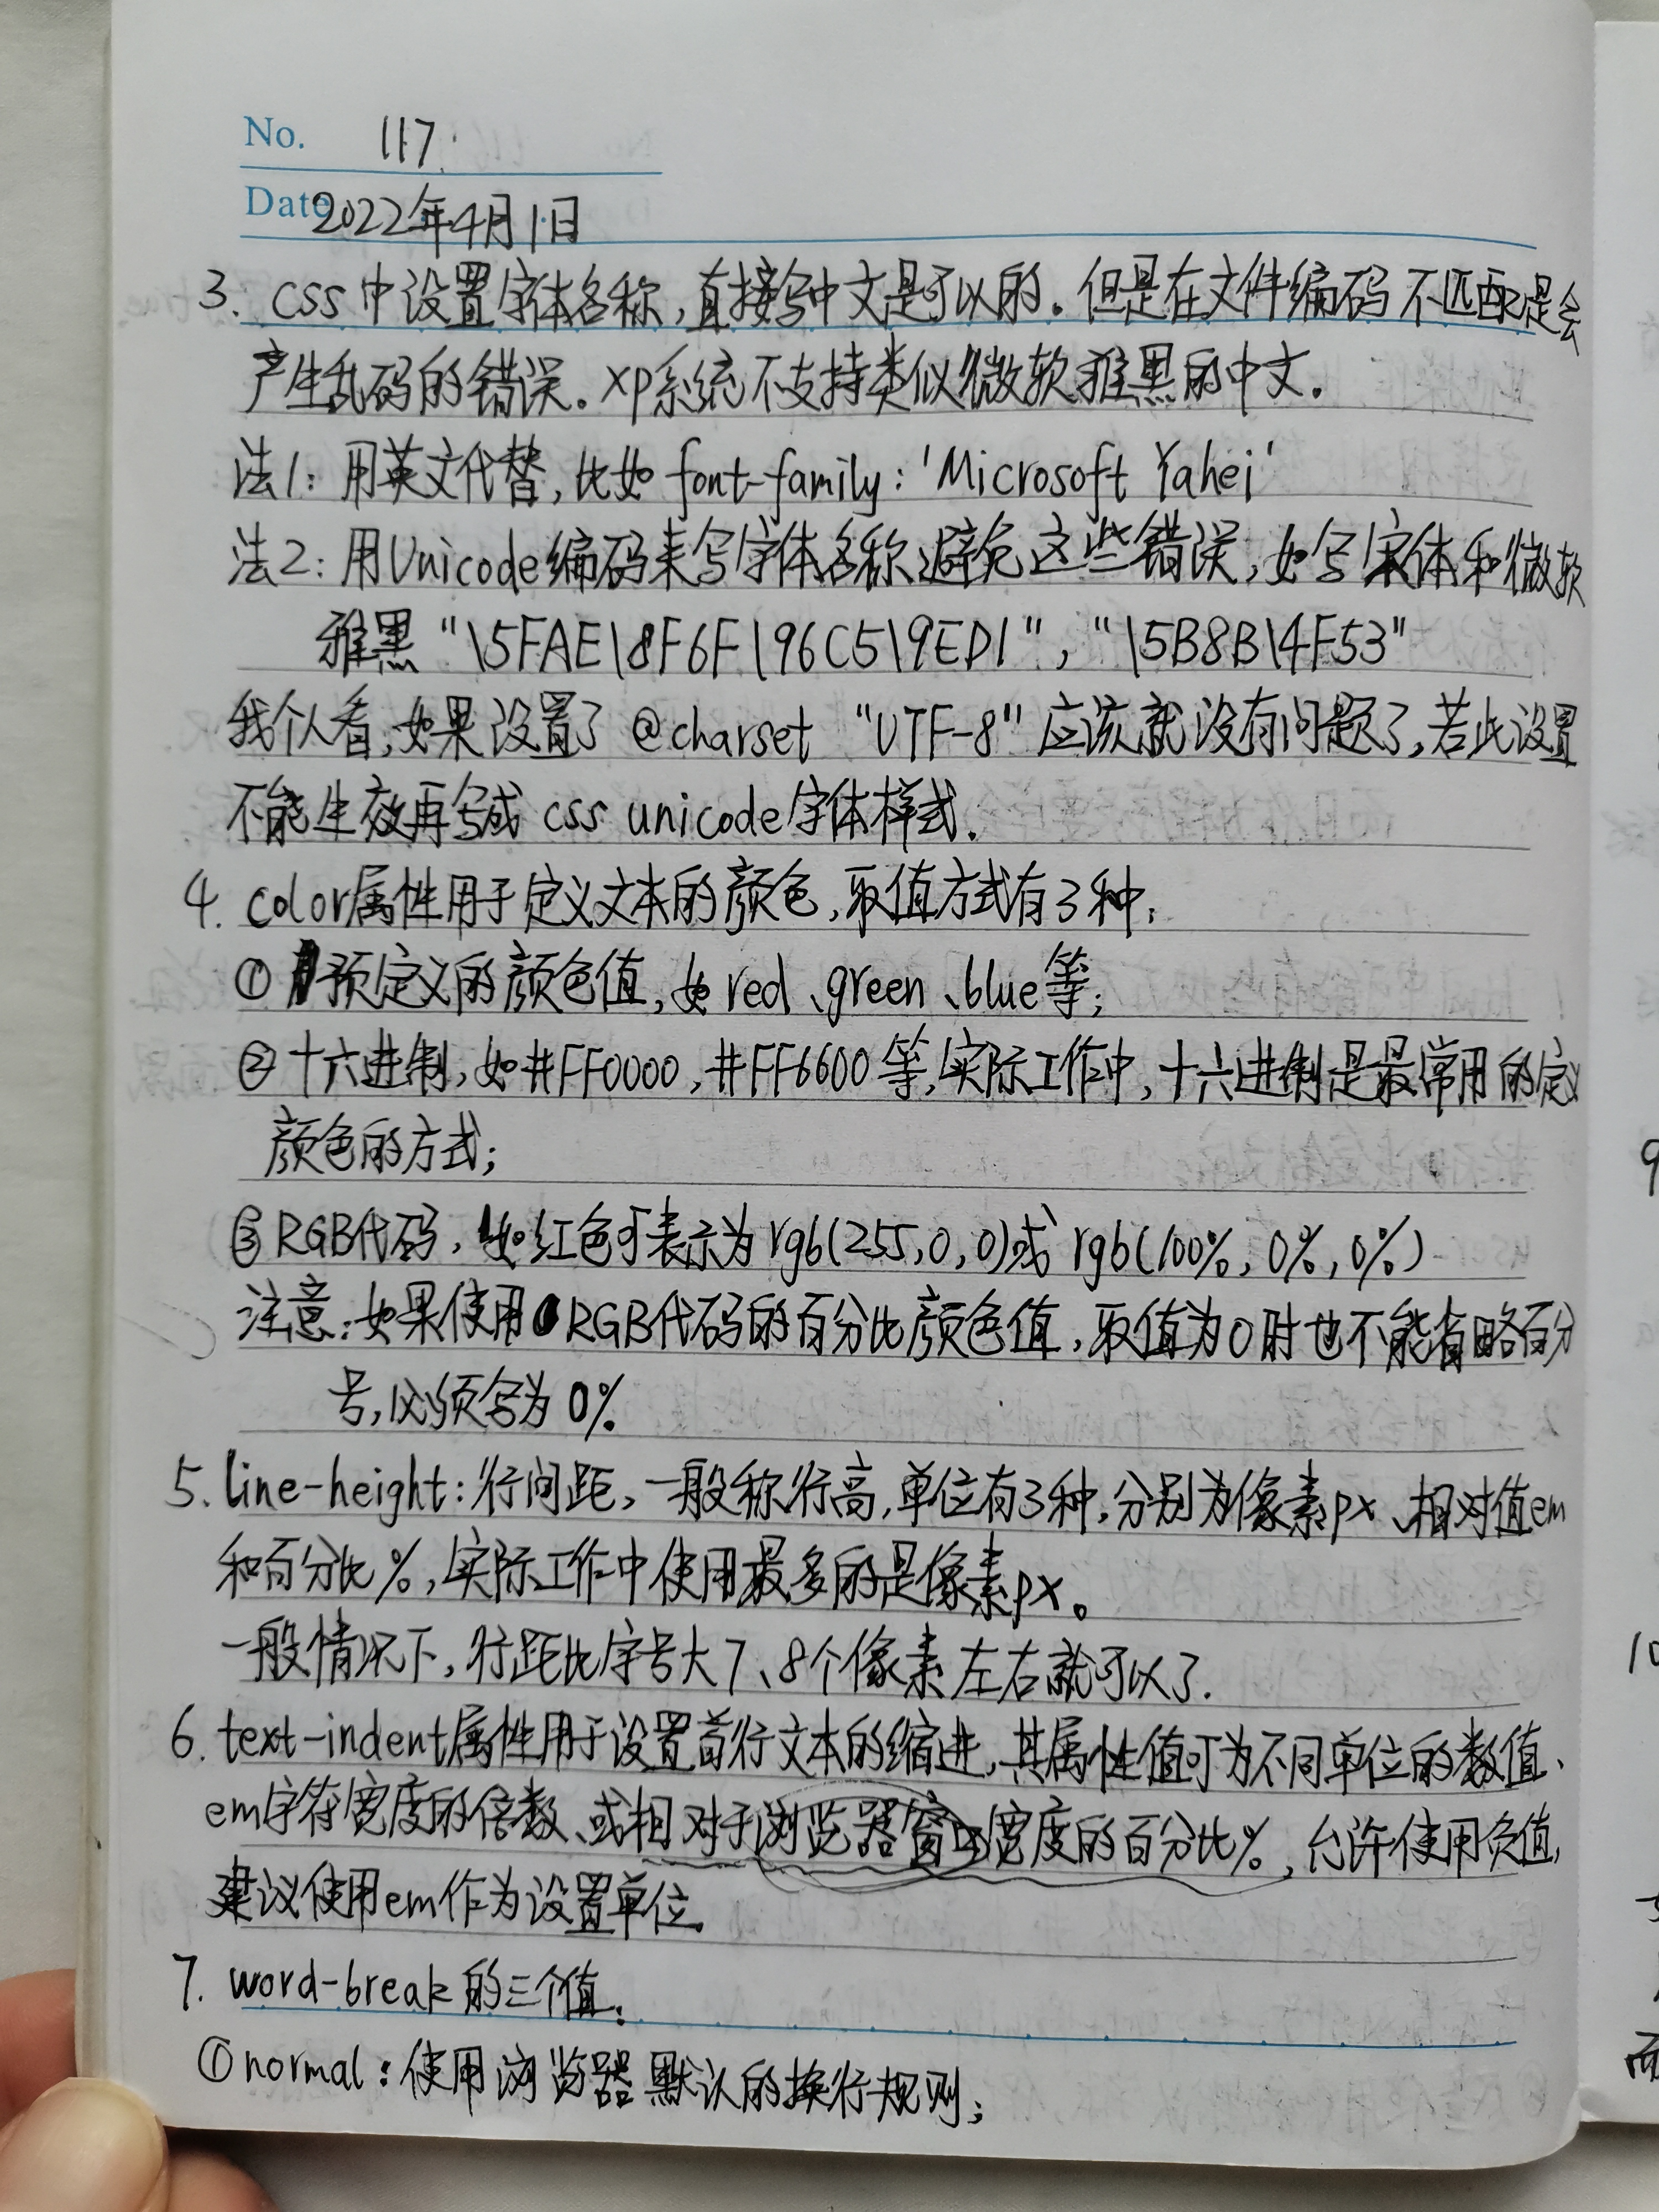 No. 117.
Date 2022年4月1日
3. css中设置字体名称,直接写中文是可以的。但是在文件编码不匹配是会
产生乱码的错误。xp系统不支持类似微软雅黑的中文。
法1:用英文代替,比如 font-family:'Microsoft Yahei'
法2:用Unicode编码来写字体名称避免这些错误,如写宋体和微软
雅黑 "\5FAE\8F6F\96C5\9ED1", "\5B8B\4F53"
我个人看,如果设置了 @charset "UTF-8" 应该就没有问题了,若此设置
不能生效再写成 css unicode字体样式.
4. color属性用于定义文本的颜色,取值方式有3种:
①预定义的颜色值,如red、green、blue等;
②十六进制,如#FF0000,#FF6600等,实际工作中,十六进制是最常用的定义
颜色的方式;
③RGB代码,如红色可表示为rgb(255,0,0)或 rgb(100%,0%,0%)
注意:如果使用RGB代码的百分比颜色值,取值为0时也不能省略百分
号,必须写为0%.
5. line-height:行间距,一般称行高,单位有3种,分别为像素px、相对值em
和百分比%,实际工作中使用最多的是像素px。
一般情况下,行距比字号大7、8个像素左右就可以了.
6. text-indent属性用于设置首行文本的缩进,其属性值可为不同单位的数值、
em字符宽度的倍数、或相对于浏览器窗口宽度的百分比%,允许使用负值,
建议使用em作为设置单位.
7. word-break的三个值:
①normal:使用浏览器默认的换行规则;
9
10
而